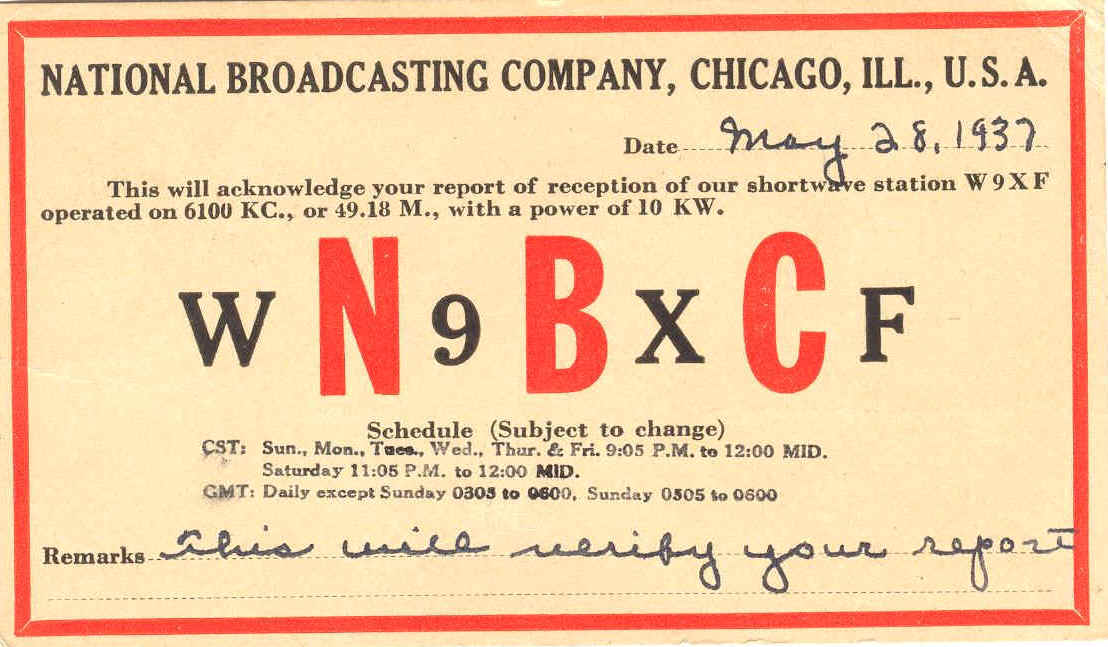 NATIONAL BROADCASTING COMPANY, CHICAGO, ILL., U.S.A.
Date May 28, 1937
This will acknowledge your report of reception of our shortwave station W9XF
operated on 6100 KC., or 49.18 M., with a power of 10 KW.
W N 9 B X C F
Schedule (Subject to change)
CST: Sun., Mon., Tues., Wed., Thur. & Fri. 9:05 P.M. to 12:00 MID.
Saturday 11:05 P.M. to 12:00 MID.
GMT: Daily except Sunday 0305 to 0600, Sunday 0505 to 0600
Remarks This will verify your report